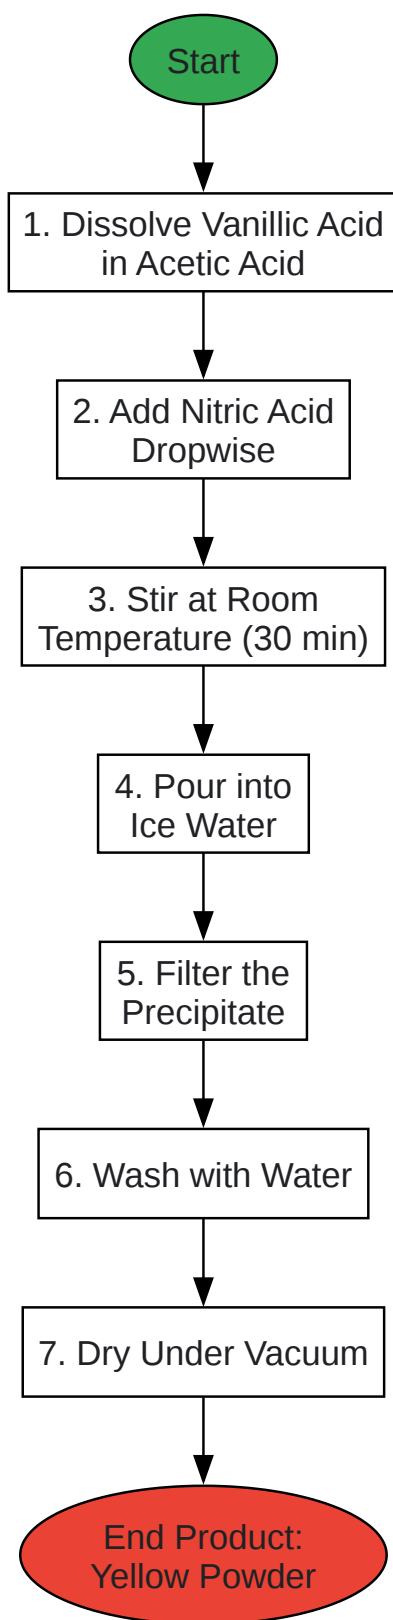 Start
1. Dissolve Vanillic Acid
in Acetic Acid
2. Add Nitric Acid
Dropwise
3. Stir at Room
Temperature (30 min)
4. Pour into
Ice Water
5. Filter the
Precipitate
6. Wash with Water
7. Dry Under Vacuum
End Product:
Yellow Powder